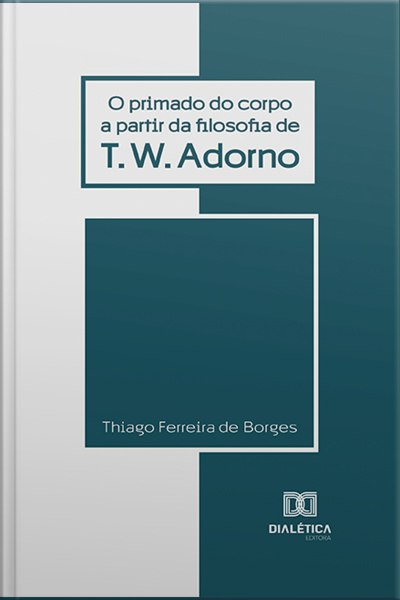 O primado do corpo
a partir da filosofia de
T. W. Adorno
Thiago Ferreira de Borges
DIALÉTICA
EDITORA